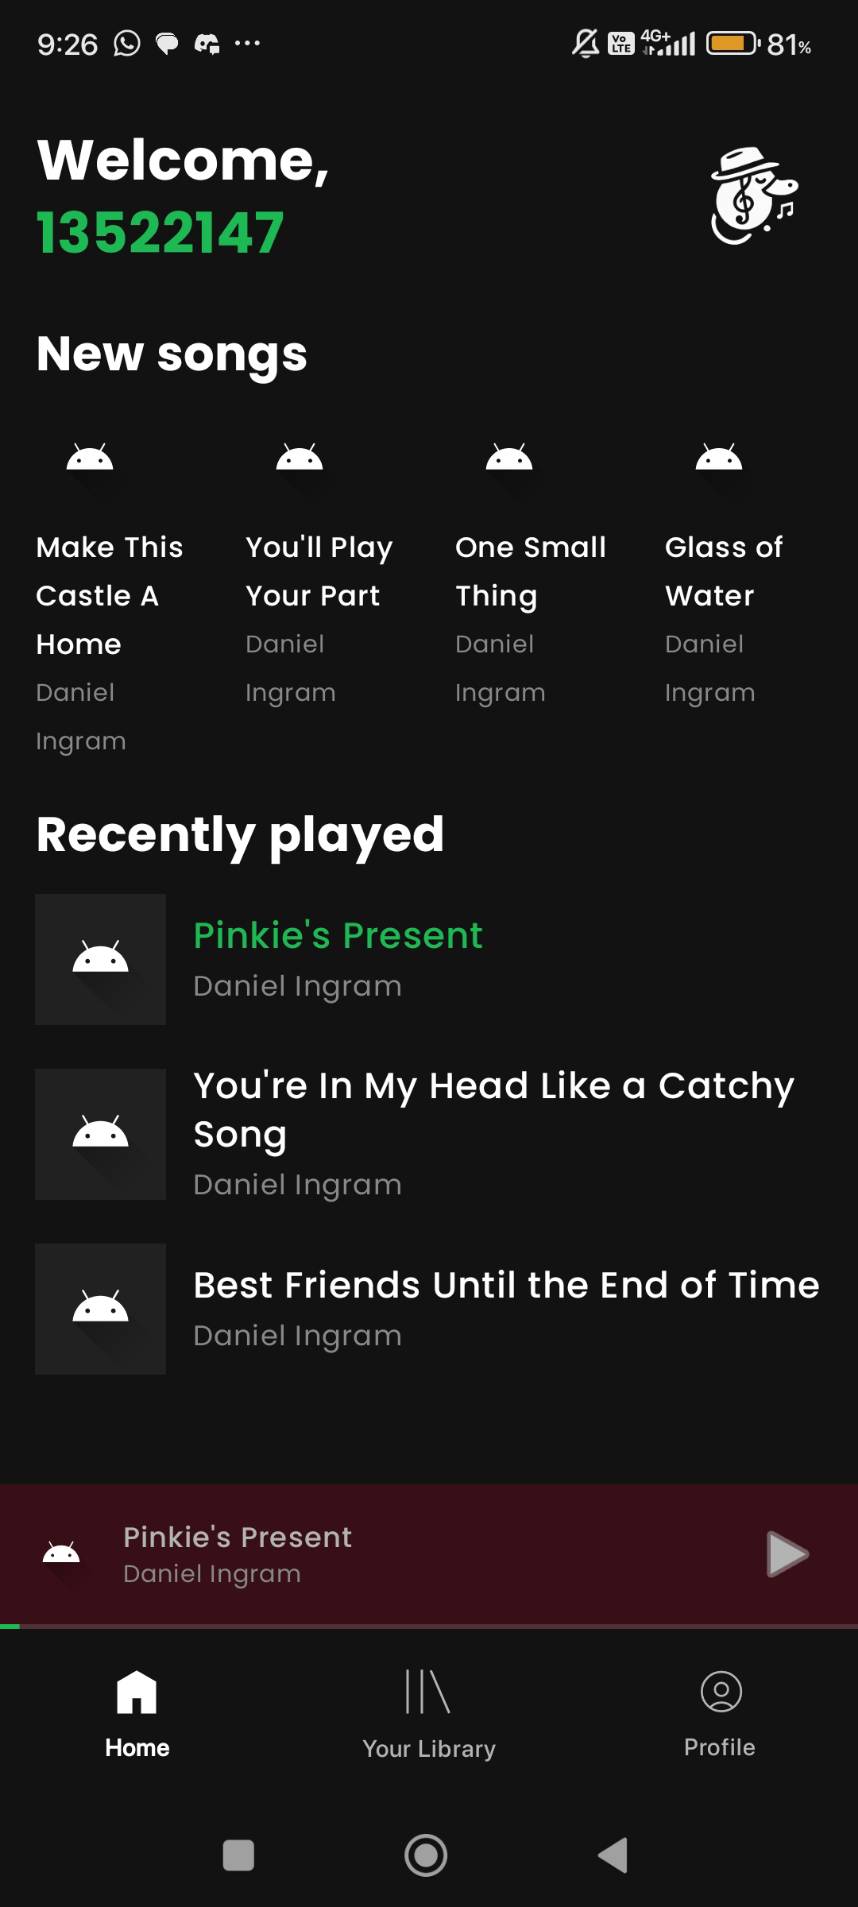 9:26
Vo LTE 4G+ 81%
Welcome,
13522147
New songs
Make This
Castle A
Home
Daniel
Ingram
You'll Play
Your Part
Daniel
Ingram
One Small
Thing
Daniel
Ingram
Glass of
Water
Daniel
Ingram
Recently played
Pinkie's Present
Daniel Ingram
You're In My Head Like a Catchy
Song
Daniel Ingram
Best Friends Until the End of Time
Daniel Ingram
Pinkie's Present
Daniel Ingram
Home
Your Library
Profile